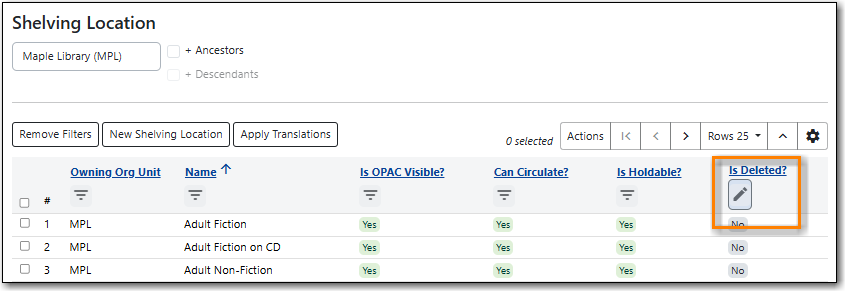 Shelving Location
Maple Library (MPL)
+ Ancestors
+ Descendants
Remove Filters New Shelving Location Apply Translations 0 selected Actions Rows 25
Owning Org Unit Name Is OPAC Visible? Can Circulate? Is Holdable? Is Deleted?
#
1 MPL Adult Fiction Yes Yes Yes No
2 MPL Adult Fiction on CD Yes Yes Yes No
3 MPL Adult Non-Fiction Yes Yes Yes No